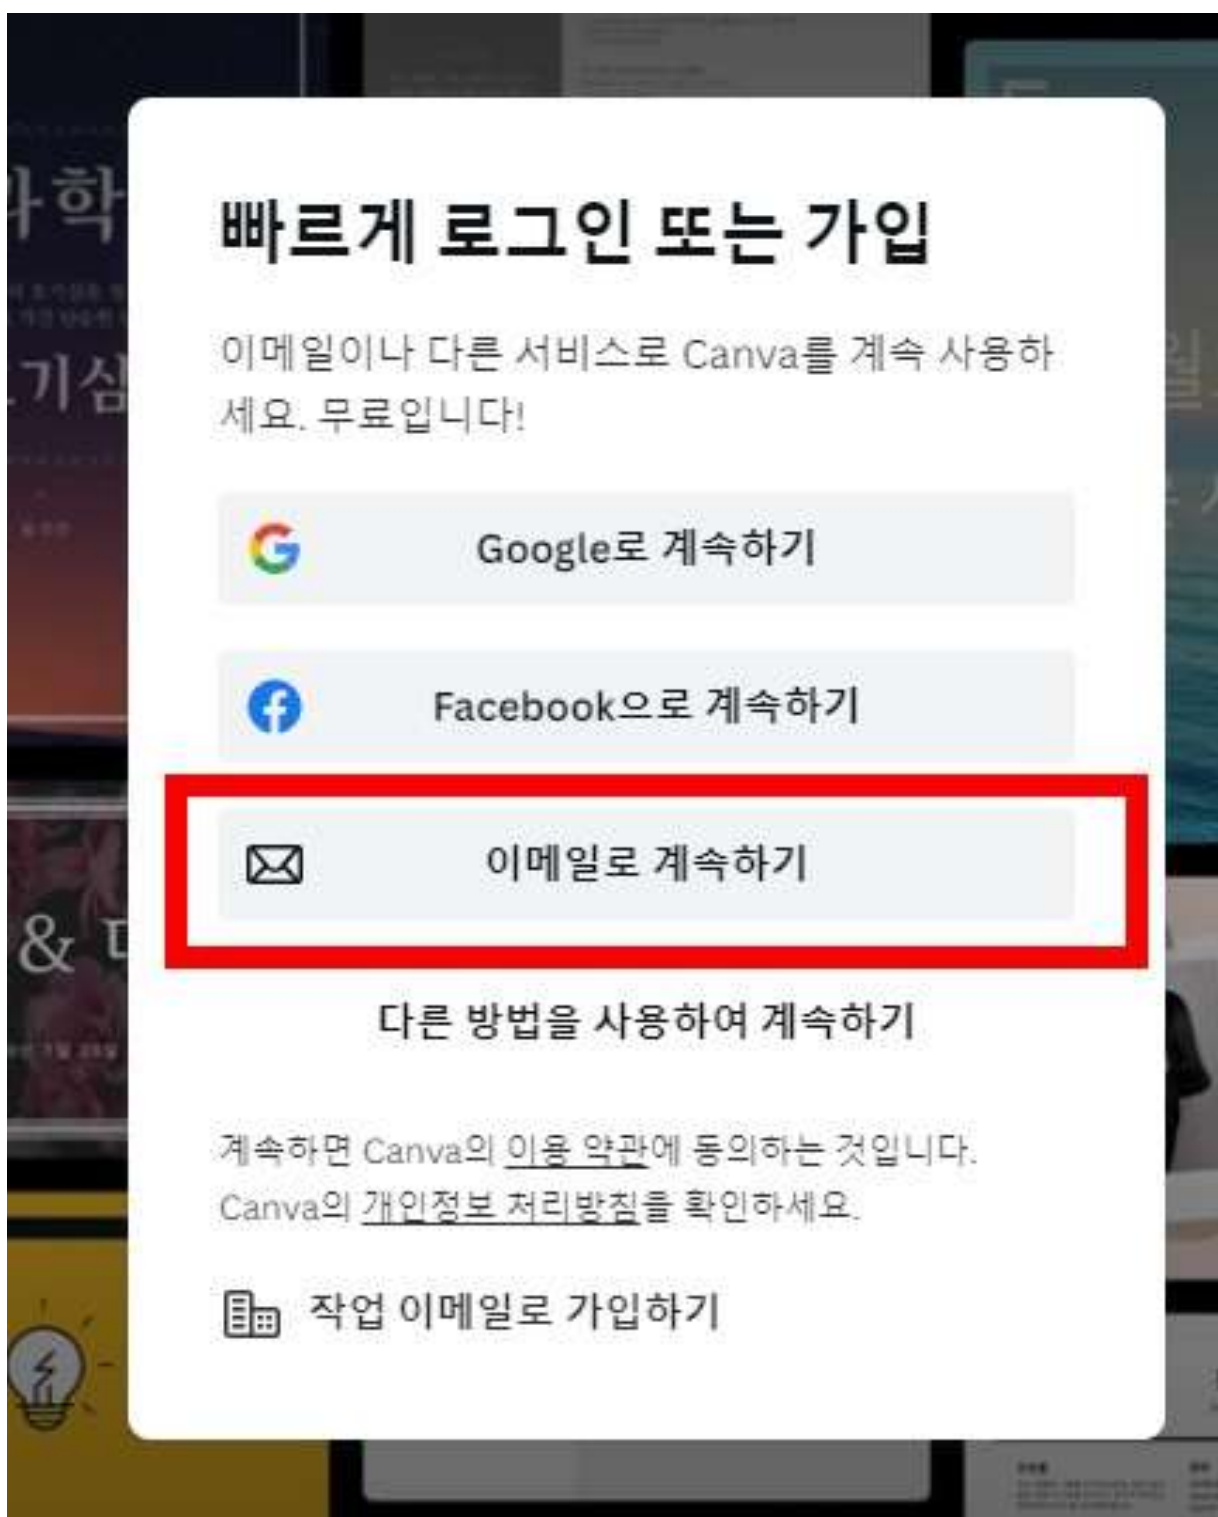 과학
기심
& 
빠르게 로그인 또는 가입
이메일이나 다른 서비스로 Canva를 계속 사용하
세요. 무료입니다!
Google로 계속하기
Facebook으로 계속하기
이메일로 계속하기
다른 방법을 사용하여 계속하기
계속하면 Canva의 이용 약관에 동의하는 것입니다.
Canva의 개인정보 처리방침을 확인하세요.
작업 이메일로 가입하기